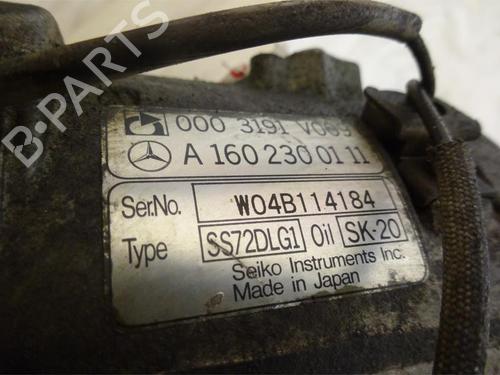 B-PARTS
000 3191 V009
A 160 230 01 11
Ser.No. W04B114184
Type SS72DLG1 Oil SK-20
Seiko Instruments Inc.
Made in Japan